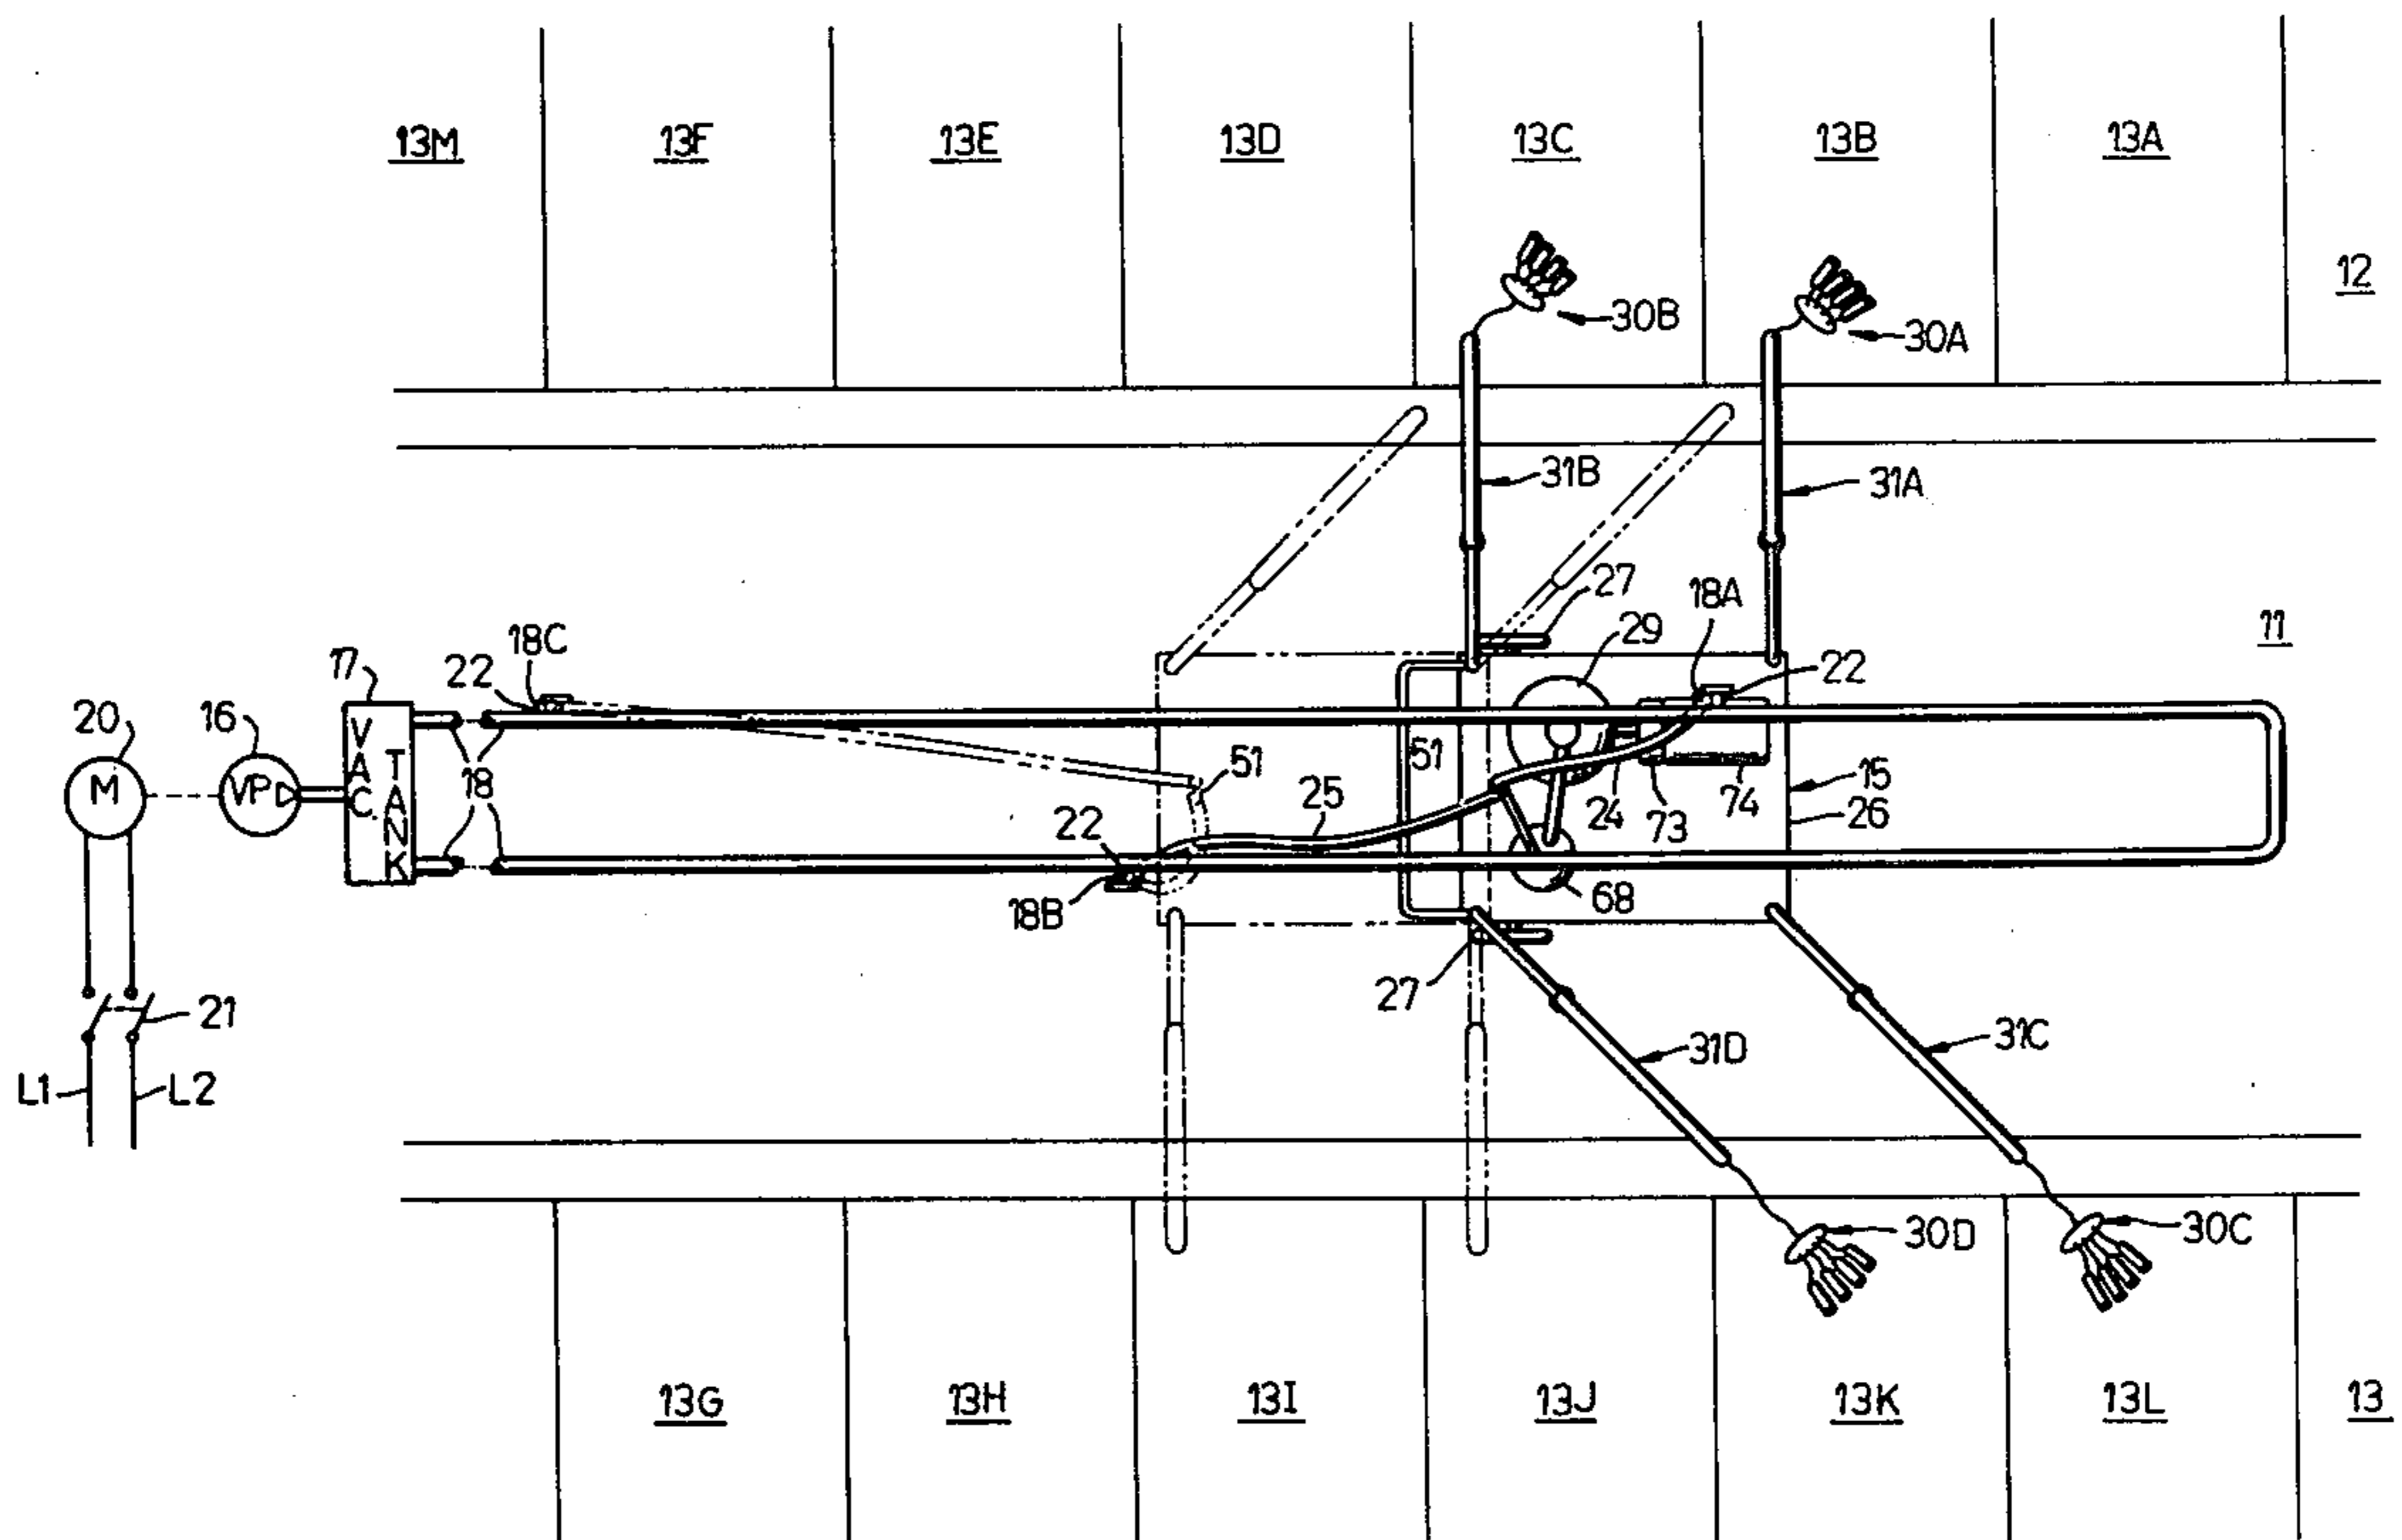 13M 13F 13E 13D 13C 13B 13A
12
30B 30A
31B 31A
27 18A
11
18C 29
17 22 22
20 16
M VP VAC. TANK
51 51
18 25 24 73 74 15
22 26
18B 68
27
21
31D 31C
L1 L2
30D 30C
13G 13H 13I 13J 13K 13L 13